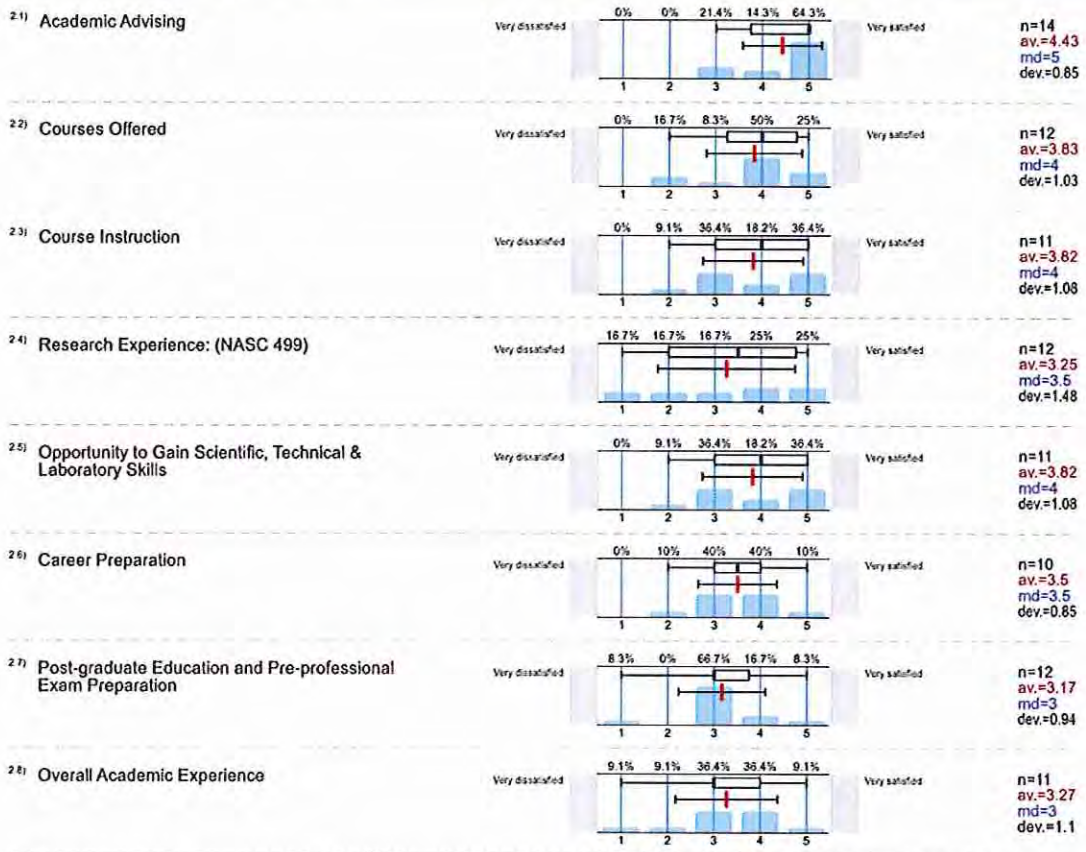 2.1) Academic Advising
Very dissatisfied 0% 0% 21.4% 14.3% 64.3% Very satisfied n=14
av.=4.43
md=5
dev.=0.85
1 2 3 4 5
2.2) Courses Offered
Very dissatisfied 0% 16.7% 8.3% 50% 25% Very satisfied n=12
av.=3.83
md=4
dev.=1.03
1 2 3 4 5
2.3) Course Instruction
Very dissatisfied 0% 9.1% 36.4% 18.2% 36.4% Very satisfied n=11
av.=3.82
md=4
dev.=1.08
1 2 3 4 5
2.4) Research Experience: (NASC 499)
Very dissatisfied 16.7% 16.7% 16.7% 25% 25% Very satisfied n=12
av.=3.25
md=3.5
dev.=1.48
1 2 3 4 5
2.5) Opportunity to Gain Scientific, Technical &
Laboratory Skills
Very dissatisfied 0% 9.1% 36.4% 18.2% 36.4% Very satisfied n=11
av.=3.82
md=4
dev.=1.08
1 2 3 4 5
2.6) Career Preparation
Very dissatisfied 0% 10% 40% 40% 10% Very satisfied n=10
av.=3.5
md=3.5
dev.=0.85
1 2 3 4 5
2.7) Post-graduate Education and Pre-professional
Exam Preparation
Very dissatisfied 8.3% 0% 66.7% 16.7% 8.3% Very satisfied n=12
av.=3.17
md=3
dev.=0.94
1 2 3 4 5
2.8) Overall Academic Experience
Very dissatisfied 9.1% 9.1% 36.4% 36.4% 9.1% Very satisfied n=11
av.=3.27
md=3
dev.=1.1
1 2 3 4 5